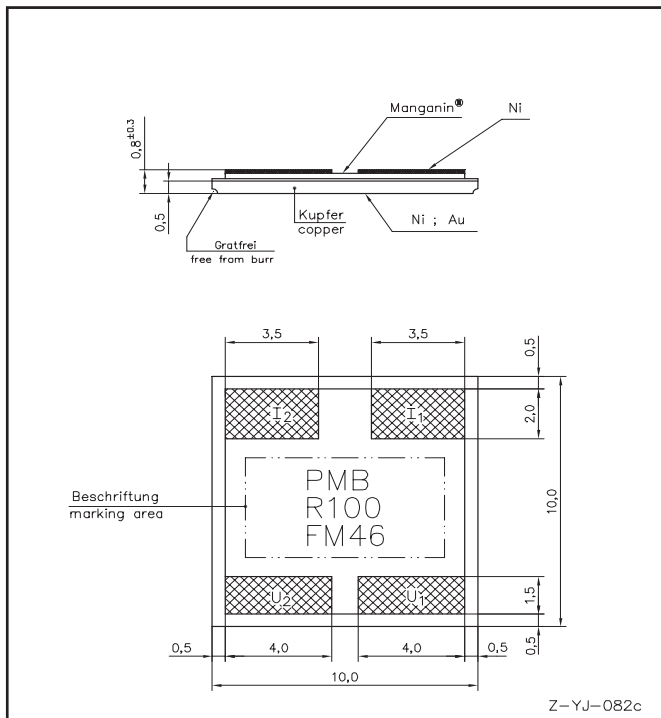 Manganin®
Ni
0,8±0.3
0,5
Kupfer
copper
Ni ; Au
Gratfrei
free from burr
3,5
3,5
0,5
I2
I1
2,0
PMB
R100
FM46
Beschriftung
marking area
10,0
U2
U1
1,5
0,5
4,0
4,0
0,5
0,5
10,0
Z-YJ-082c